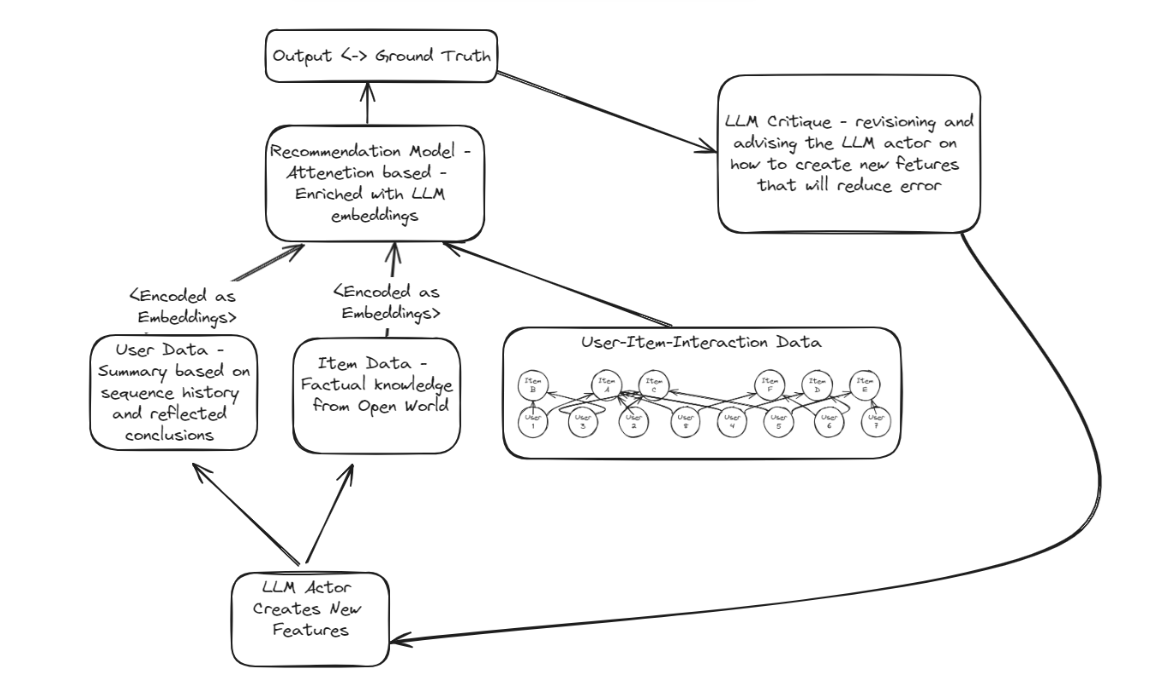 Output <-> Ground Truth
LLM Critique - revisioning and
advising the LLM actor on
how to create new fetures
that will reduce error
Recommendation Model -
Attenetion based -
Enriched with LLM
embeddings
<Encoded as
Embeddings>
<Encoded as
Embeddings>
User Data -
Summary based on
sequence history
and reflected
conclusions
Item Data -
Factual knowledge
from Open World
User-Item-Interaction Data
Item
B
Item
A
Item
C
Item
F
Item
D
Item
E
User
1
User
3
User
2
User
8
User
4
User
5
User
6
User
7
LLM Actor
Creates New
Features